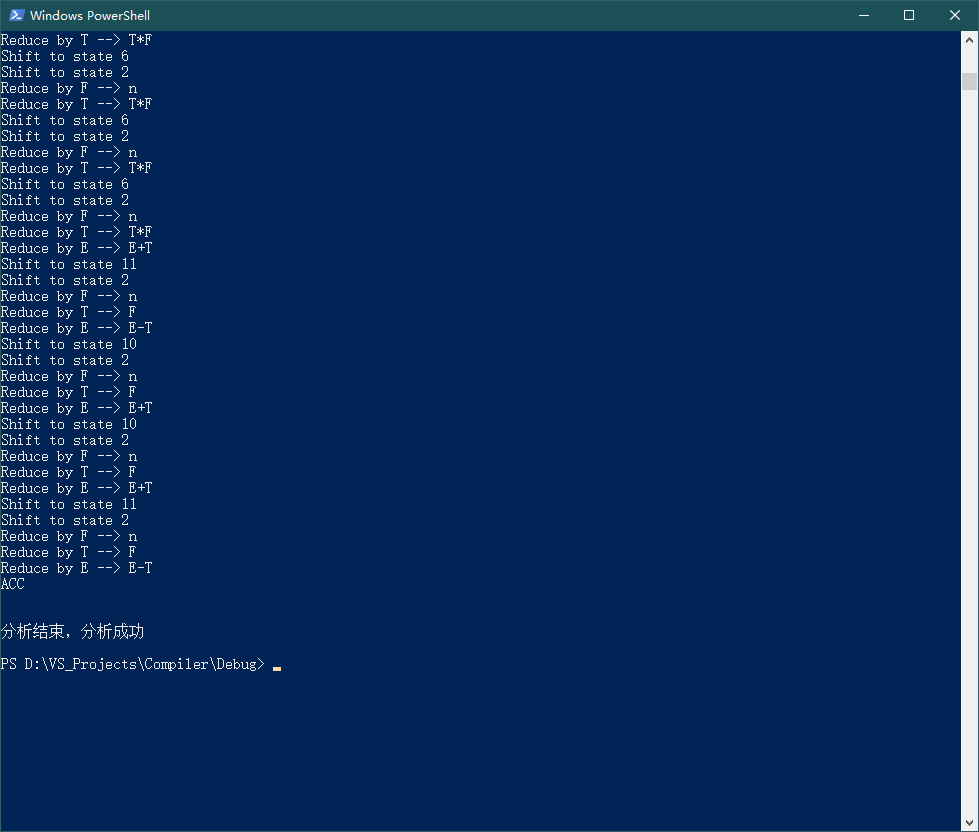 Windows PowerShell
Reduce by T --> T*F
Shift to state 6
Shift to state 2
Reduce by F --> n
Reduce by T --> T*F
Shift to state 6
Shift to state 2
Reduce by F --> n
Reduce by T --> T*F
Shift to state 6
Shift to state 2
Reduce by F --> n
Reduce by T --> T*F
Reduce by E --> E+T
Shift to state 11
Shift to state 2
Reduce by F --> n
Reduce by T --> F
Reduce by E --> E-T
Shift to state 10
Shift to state 2
Reduce by F --> n
Reduce by T --> F
Reduce by E --> E+T
Shift to state 10
Shift to state 2
Reduce by F --> n
Reduce by T --> F
Reduce by E --> E+T
Shift to state 11
Shift to state 2
Reduce by F --> n
Reduce by T --> F
Reduce by E --> E-T
ACC
分析结束，分析成功
PS D:\VS_Projects\Compiler\Debug>